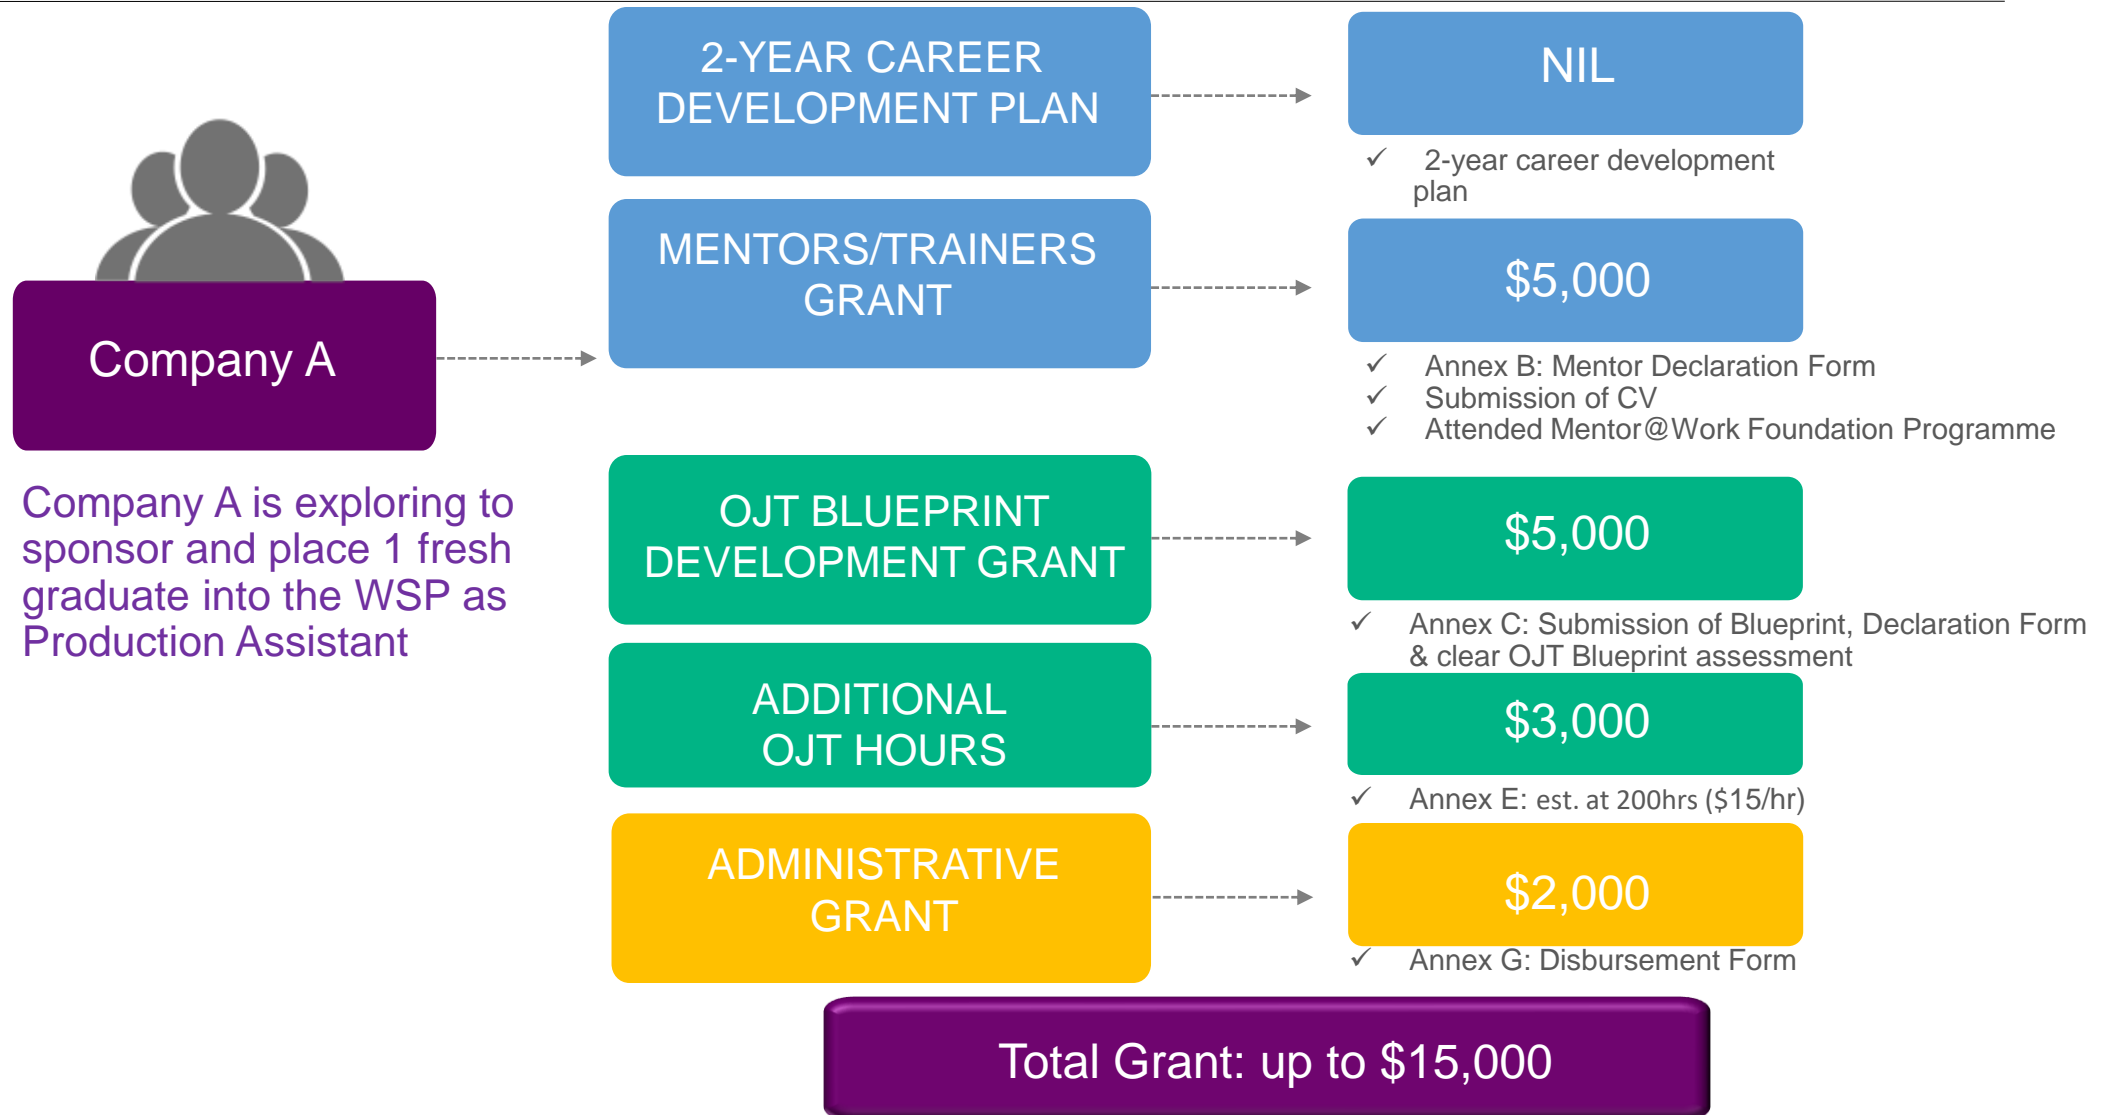 2-YEAR CAREER
DEVELOPMENT PLAN
NIL
✓ 2-year career development
plan
MENTORS/TRAINERS
GRANT
$5,000
✓ Annex B: Mentor Declaration Form
✓ Submission of CV
✓ Attended Mentor@Work Foundation Programme
Company A
Company A is exploring to
sponsor and place 1 fresh
graduate into the WSP as
Production Assistant
OJT BLUEPRINT
DEVELOPMENT GRANT
$5,000
✓ Annex C: Submission of Blueprint, Declaration Form
& clear OJT Blueprint assessment
ADDITIONAL
OJT HOURS
$3,000
✓ Annex E: est. at 200hrs ($15/hr)
ADMINISTRATIVE
GRANT
$2,000
✓ Annex G: Disbursement Form
Total Grant: up to $15,000